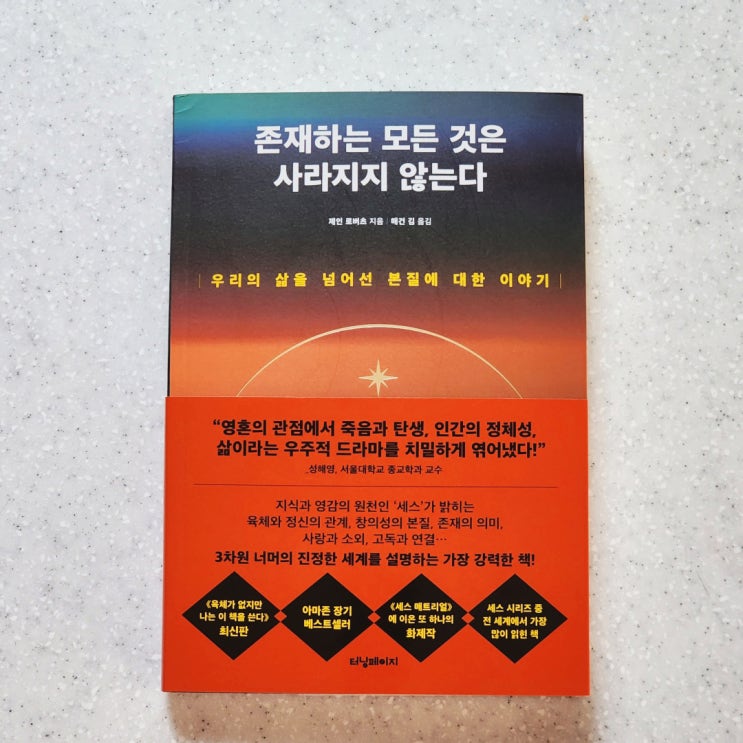 존재하는 모든 것은
사라지지 않는다
제인 로버츠 지음 | 매건 김 옮김
| 우리의 삶을 넘어선 본질에 대한 이야기 |
“영혼의 관점에서 죽음과 탄생, 인간의 정체성,
삶이라는 우주적 드라마를 치밀하게 엮어냈다!”
_성해영, 서울대학교 종교학과 교수
지식과 영감의 원천인 ‘세스’가 밝히는
육체와 정신의 관계, 창의성의 본질, 존재의 의미,
사랑과 소외, 고독과 연결…
3차원 너머의 진정한 세계를 설명하는 가장 강력한 책!
《육체가 없지만
나는 이 책을 쓴다》
최신판
아마존 장기
베스트셀러
《세스 매트리얼》
에 이은 또 하나의
화제작
세스 시리즈 중
전 세계에서 가장
많이 읽힌 책
터닝페이지